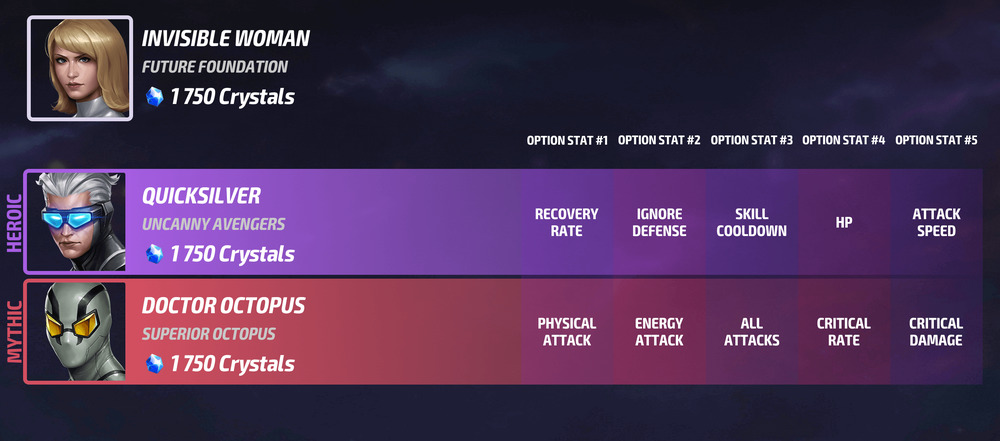 INVISIBLE WOMAN
FUTURE FOUNDATION
1 750 Crystals
OPTION STAT #1 OPTION STAT #2 OPTION STAT #3 OPTION STAT #4 OPTION STAT #5
HEROIC
QUICKSILVER
UNCANNY AVENGERS
1 750 Crystals
RECOVERY
RATE
IGNORE
DEFENSE
SKILL
COOLDOWN
HP
ATTACK
SPEED
MYTHIC
DOCTOR OCTOPUS
SUPERIOR OCTOPUS
1 750 Crystals
PHYSICAL
ATTACK
ENERGY
ATTACK
ALL
ATTACKS
CRITICAL
RATE
CRITICAL
DAMAGE